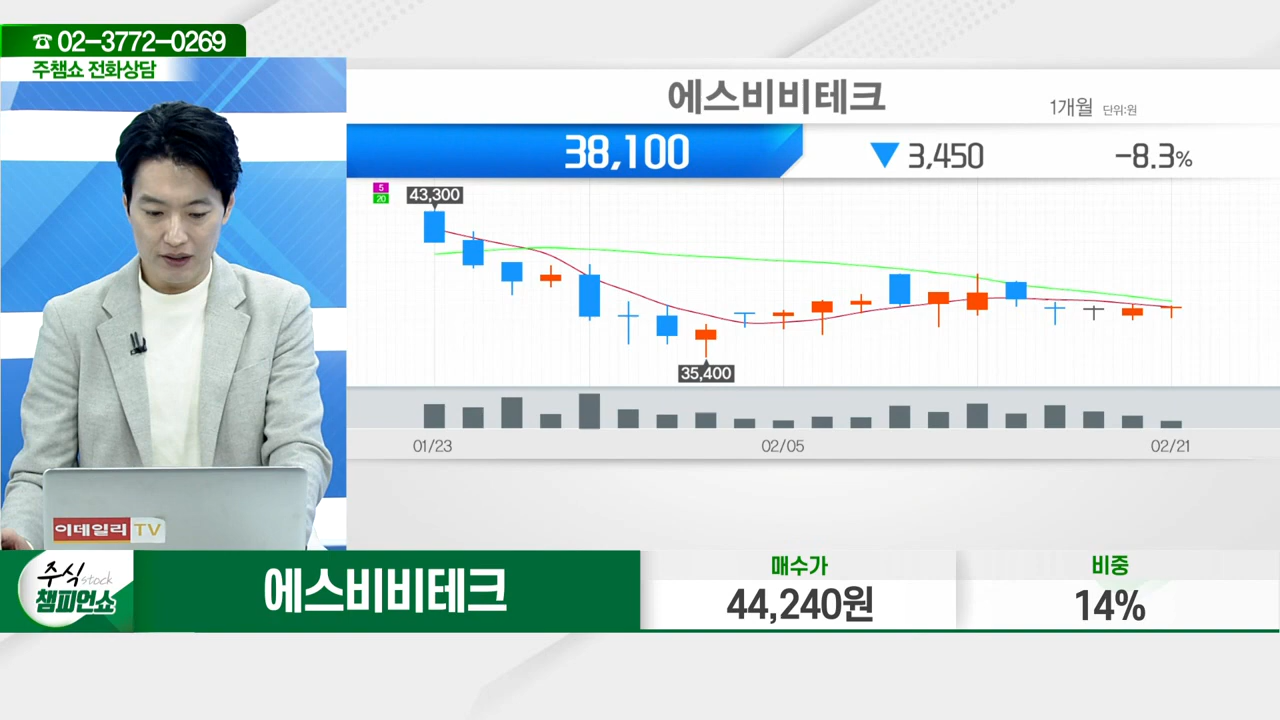 ☎ 02-3772-0269
주챔쇼 전화상담
에스비비테크
1개월 단위:원
38,100 ▼ 3,450 -8.3%
5
20
43,300
35,400
01/23 02/05 02/21
이데일리 TV
주식 stock
챔피언쇼
에스비비테크
매수가
44,240원
비중
14%